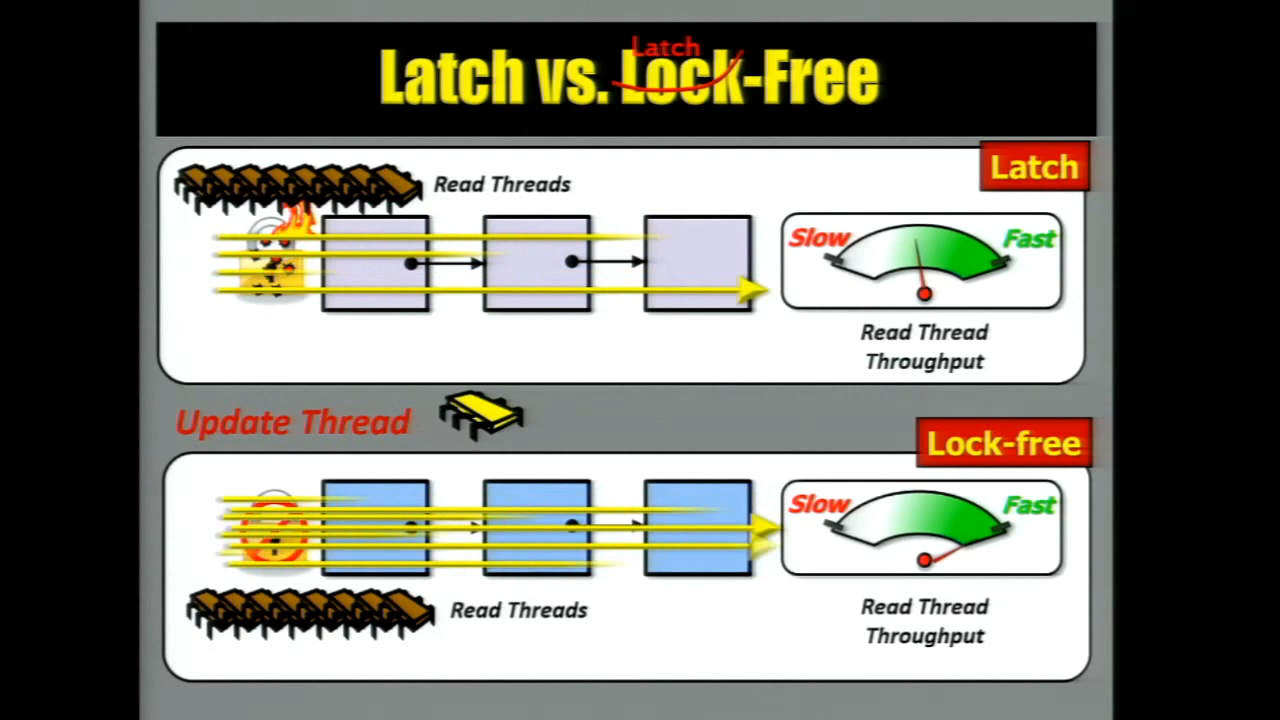 Latch
Latch vs. Lock-Free
Latch
Read Threads
Slow
Fast
Read Thread
Throughput
Update Thread
Lock-free
Slow
Fast
Read Threads
Read Thread
Throughput